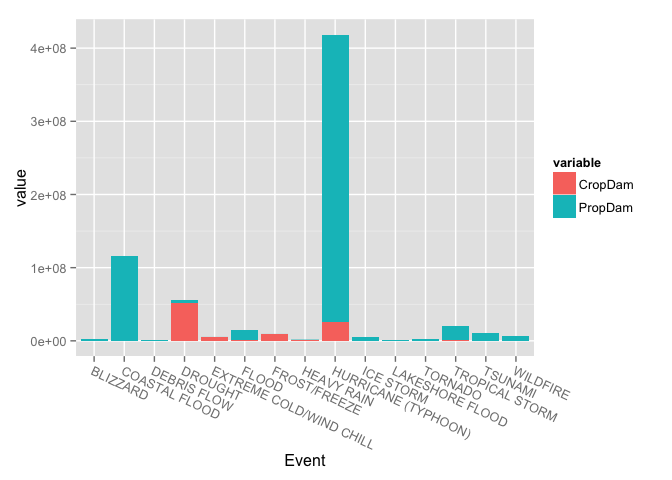 4e+08
3e+08
2e+08
1e+08
0e+00
value
BLIZZARD
COASTAL FLOOD
DEBRIS FLOW
DROUGHT
EXTREME COLD/WIND CHILL
FLOOD
FROST/FREEZE
HEAVY RAIN
HURRICANE (TYPHOON)
ICE STORM
LAKESHORE FLOOD
TORNADO
TROPICAL STORM
TSUNAMI
WILDFIRE
Event
variable
CropDam
PropDam